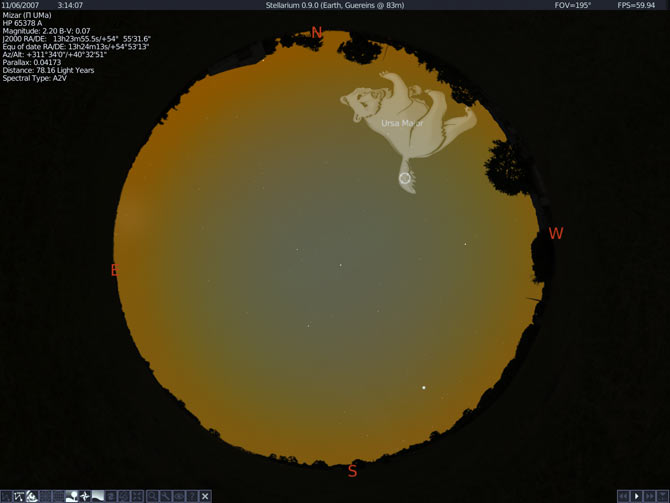 11/06/2007 3:14:07 Stellarium 0.9.0 (Earth, Guereins @ 83m) FOV=195° FPS=59.94
Mizar (Π UMa)
HP 65378 A
Magnitude: 2.20 B-V: 0.07
J2000 RA/DE: 13h23m55.5s/+54° 55'31.6"
Equ of date RA/DE: 13h24m13s/+54°53'13"
Az/Alt: +311°34'0"/+40°32'51"
Parallax: 0.04173
Distance: 78.16 Light Years
Spectral Type: A2V
N
Ursa Major
W
E
S